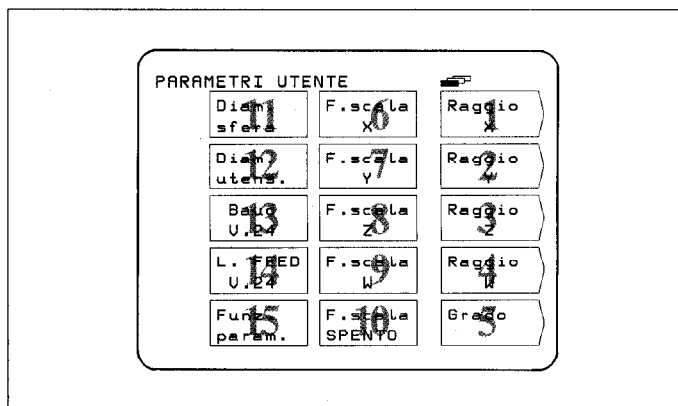 PARAMETRI UTENTE
11 Diam. sfera
6 F.scala X
1 Raggio X
12 Diam. utens.
7 F.scala Y
2 Raggio Y
13 Baud V.24
8 F.scala Z
3 Raggio Z
14 L. FEED V.24
9 F.scala W
4 Raggio W
15 Funz. param.
10 F.scala SPENTO
5 Grado